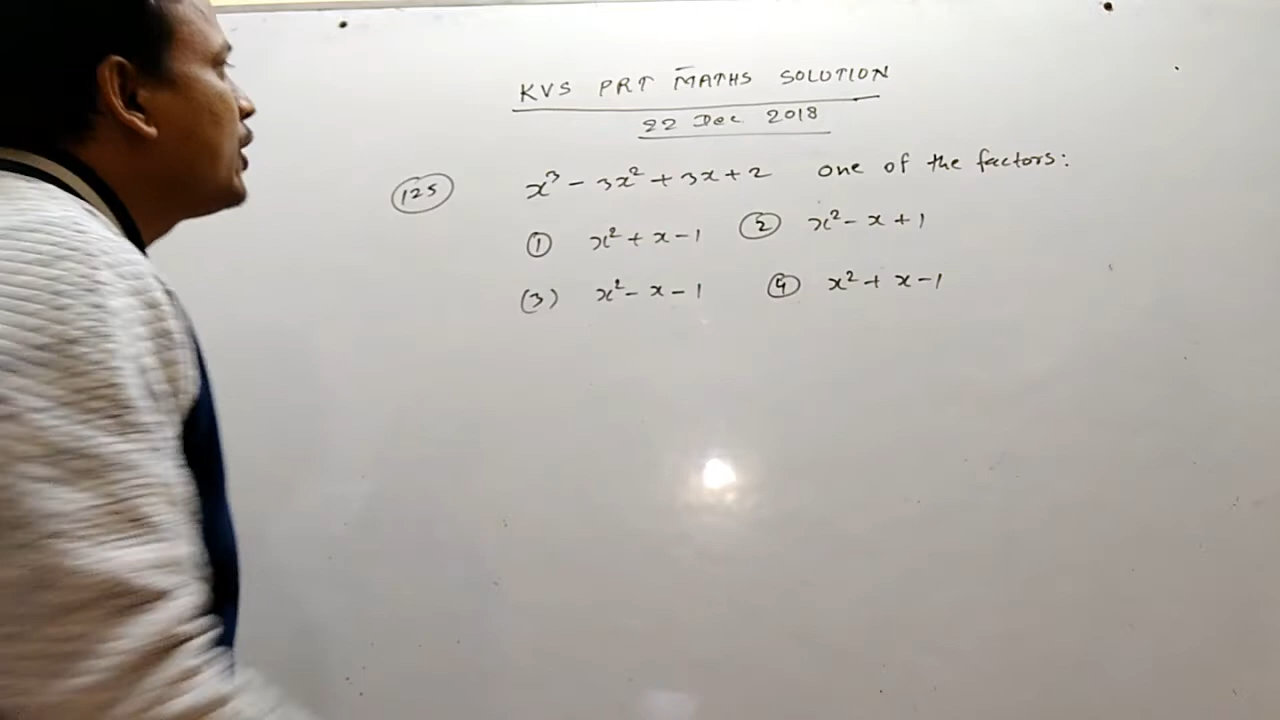 KVS PRT MATHS SOLUTION
22 Dec 2018
125 x³ - 3x² + 3x + 2 one of the factors:
1 x² + x - 1 2 x² - x + 1
(3) x² - x - 1 4 x² + x - 1